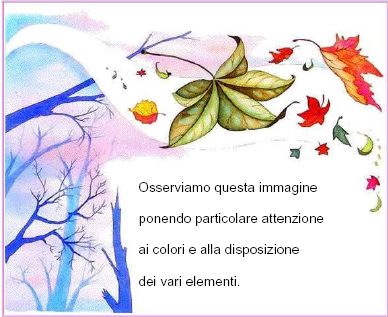 Osserviamo questa immagine
ponendo particolare attenzione
ai colori e alla disposizione
dei vari elementi.